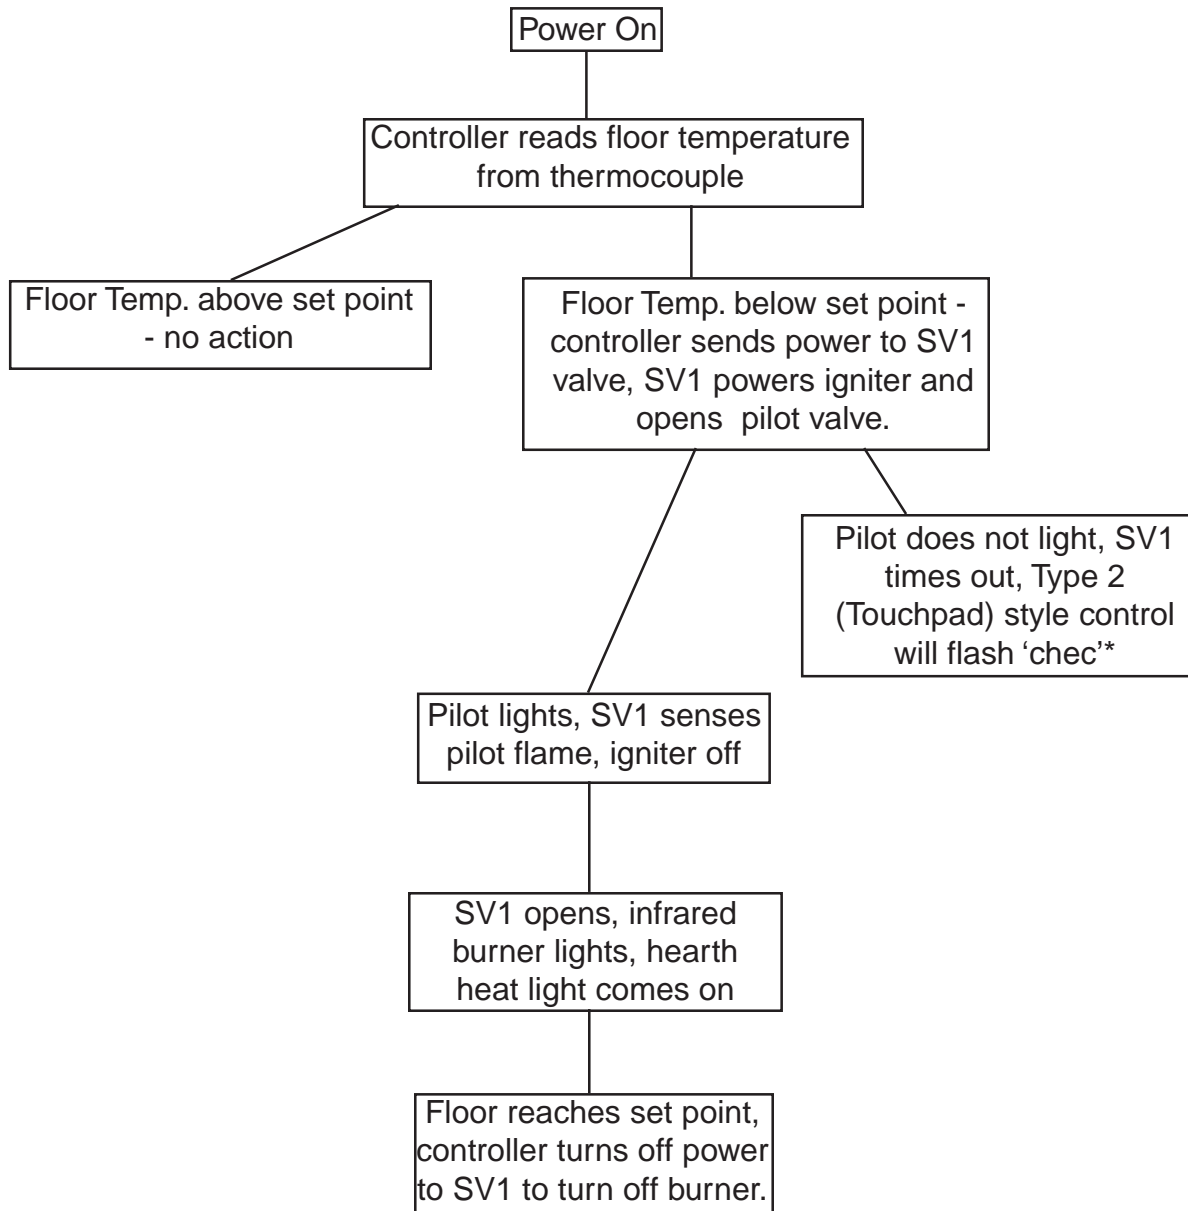 Power On
Controller reads floor temperature
from thermocouple
Floor Temp. above set point
- no action
Floor Temp. below set point -
controller sends power to SV1
valve, SV1 powers igniter and
opens pilot valve.
Pilot does not light, SV1
times out, Type 2
(Touchpad) style control
will flash ‘chec’*
Pilot lights, SV1 senses
pilot flame, igniter off
SV1 opens, infrared
burner lights, hearth
heat light comes on
Floor reaches set point,
controller turns off power
to SV1 to turn off burner.